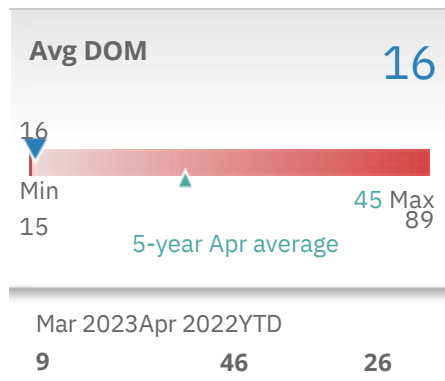 Avg DOM
16
16
Min
45 Max
15
89
5-year Apr average
Mar 2023Apr 2022YTD
9 46 26